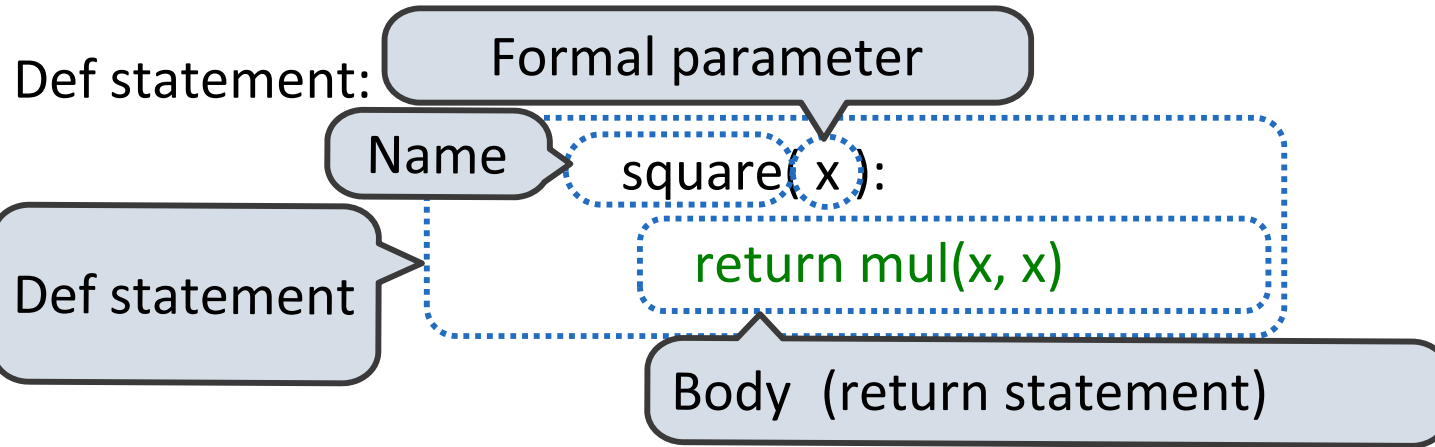 Formal parameter
Def statement:
Name
square( x ):
return mul(x, x)
Def statement
Body (return statement)